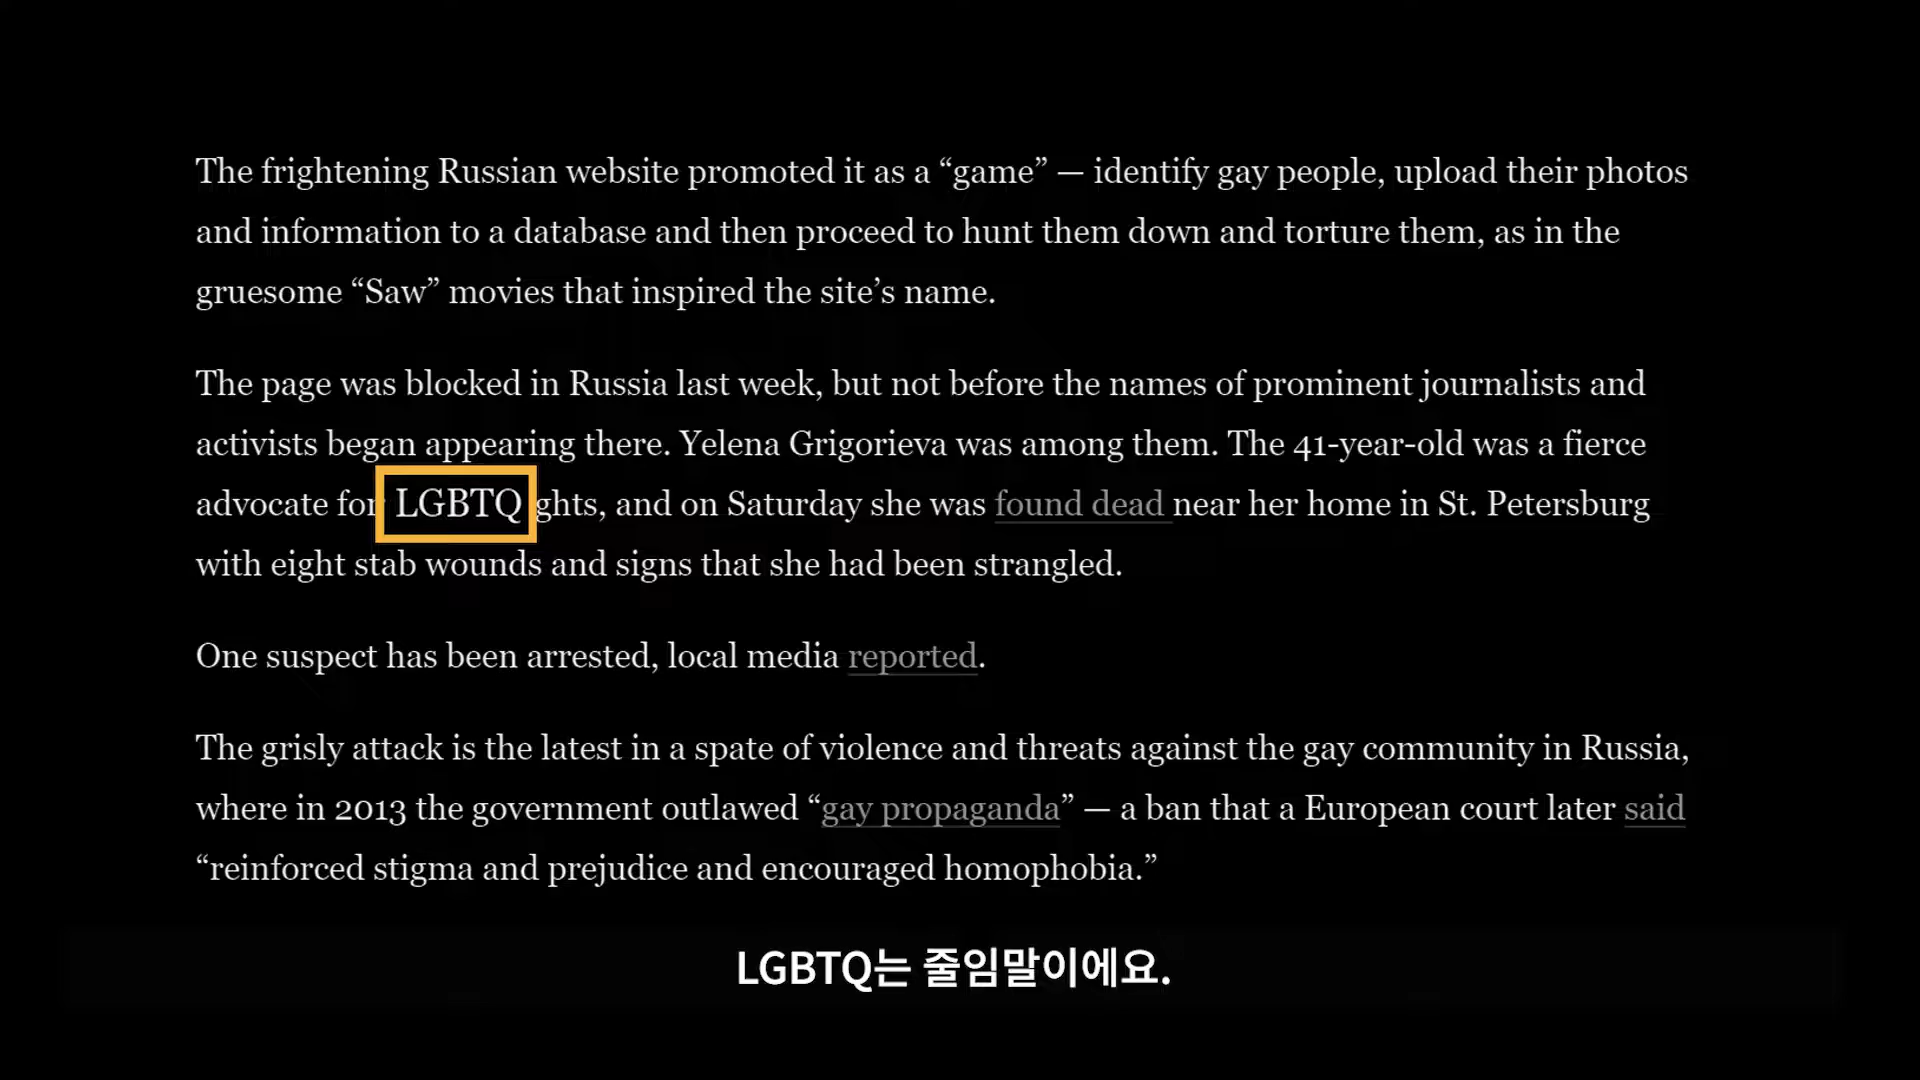 The frightening Russian website promoted it as a “game” — identify gay people, upload their photos
and information to a database and then proceed to hunt them down and torture them, as in the
gruesome “Saw” movies that inspired the site’s name.
The page was blocked in Russia last week, but not before the names of prominent journalists and
activists began appearing there. Yelena Grigorieva was among them. The 41-year-old was a fierce
advocate for LGBTQ ghts, and on Saturday she was found dead near her home in St. Petersburg
with eight stab wounds and signs that she had been strangled.
One suspect has been arrested, local media reported.
The grisly attack is the latest in a spate of violence and threats against the gay community in Russia,
where in 2013 the government outlawed “gay propaganda” — a ban that a European court later said
“reinforced stigma and prejudice and encouraged homophobia.”
LGBTQ는 줄임말이에요.